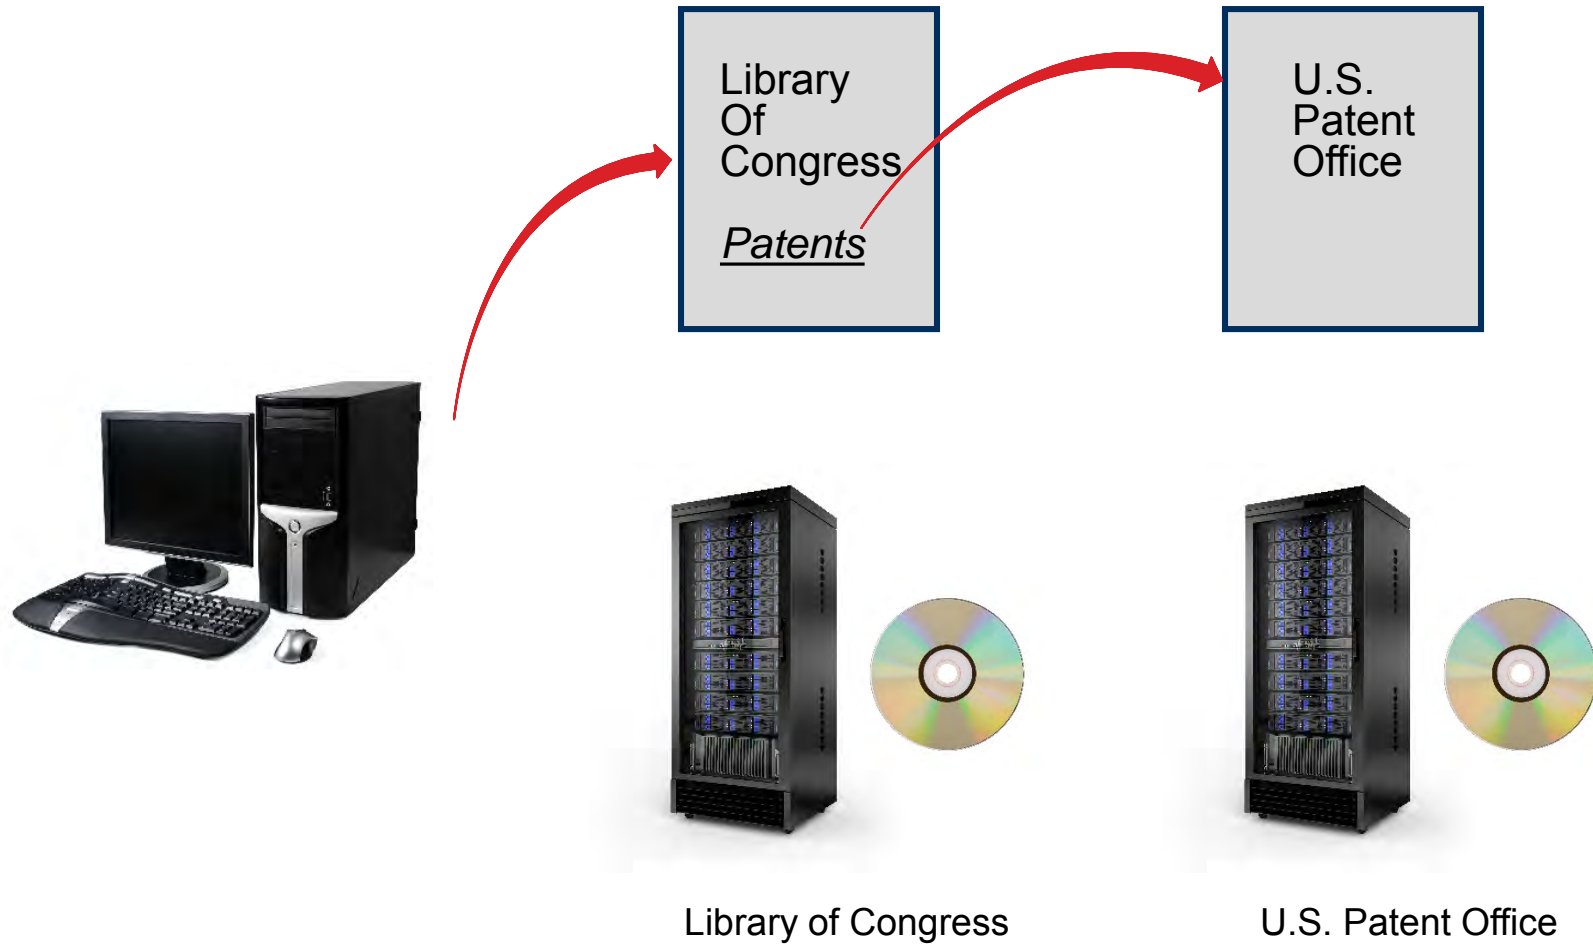 Library
Of
Congress
Patents
U.S.
Patent
Office
Library of Congress
U.S. Patent Office